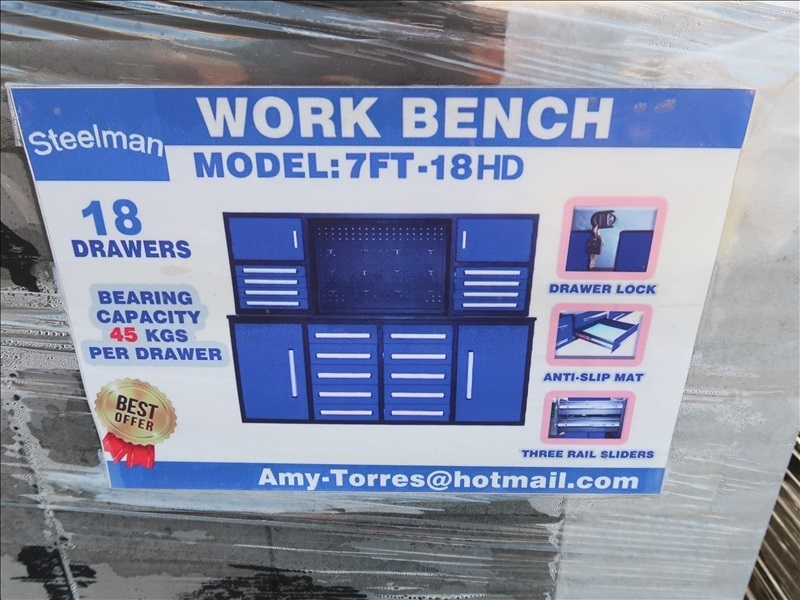 Steelman
WORK BENCH
MODEL: 7FT-18HD
18
DRAWERS
BEARING
CAPACITY
45 KGS
PER DRAWER
BEST
OFFER
DRAWER LOCK
ANTI-SLIP MAT
THREE RAIL SLIDERS
Amy-Torres@hotmail.com